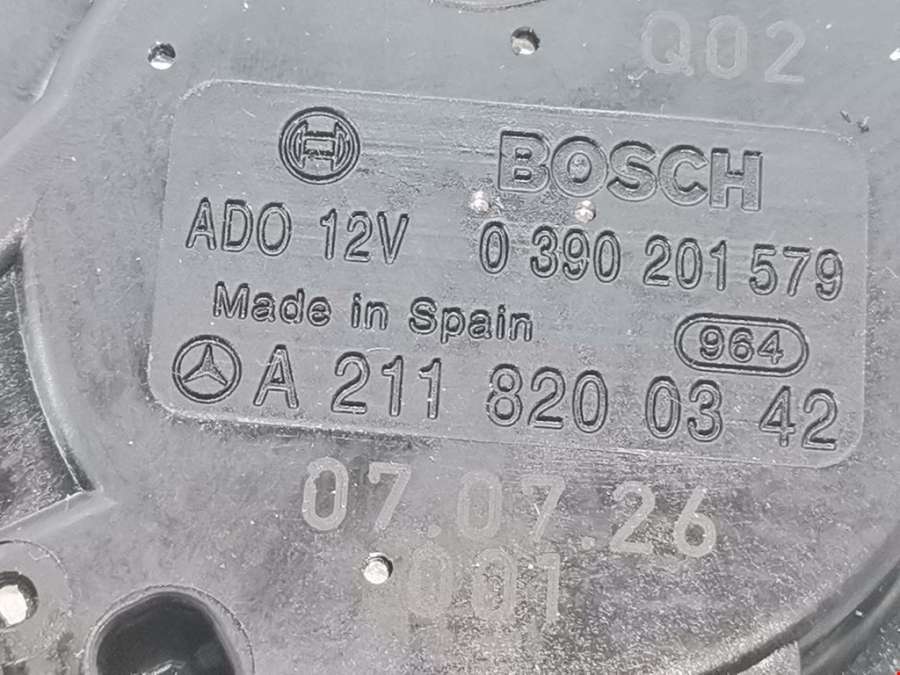 Q02
BOSCH
ADO 12V 0 390 201 579
Made in Spain 964
A 211 820 03 42
07.07.26
001